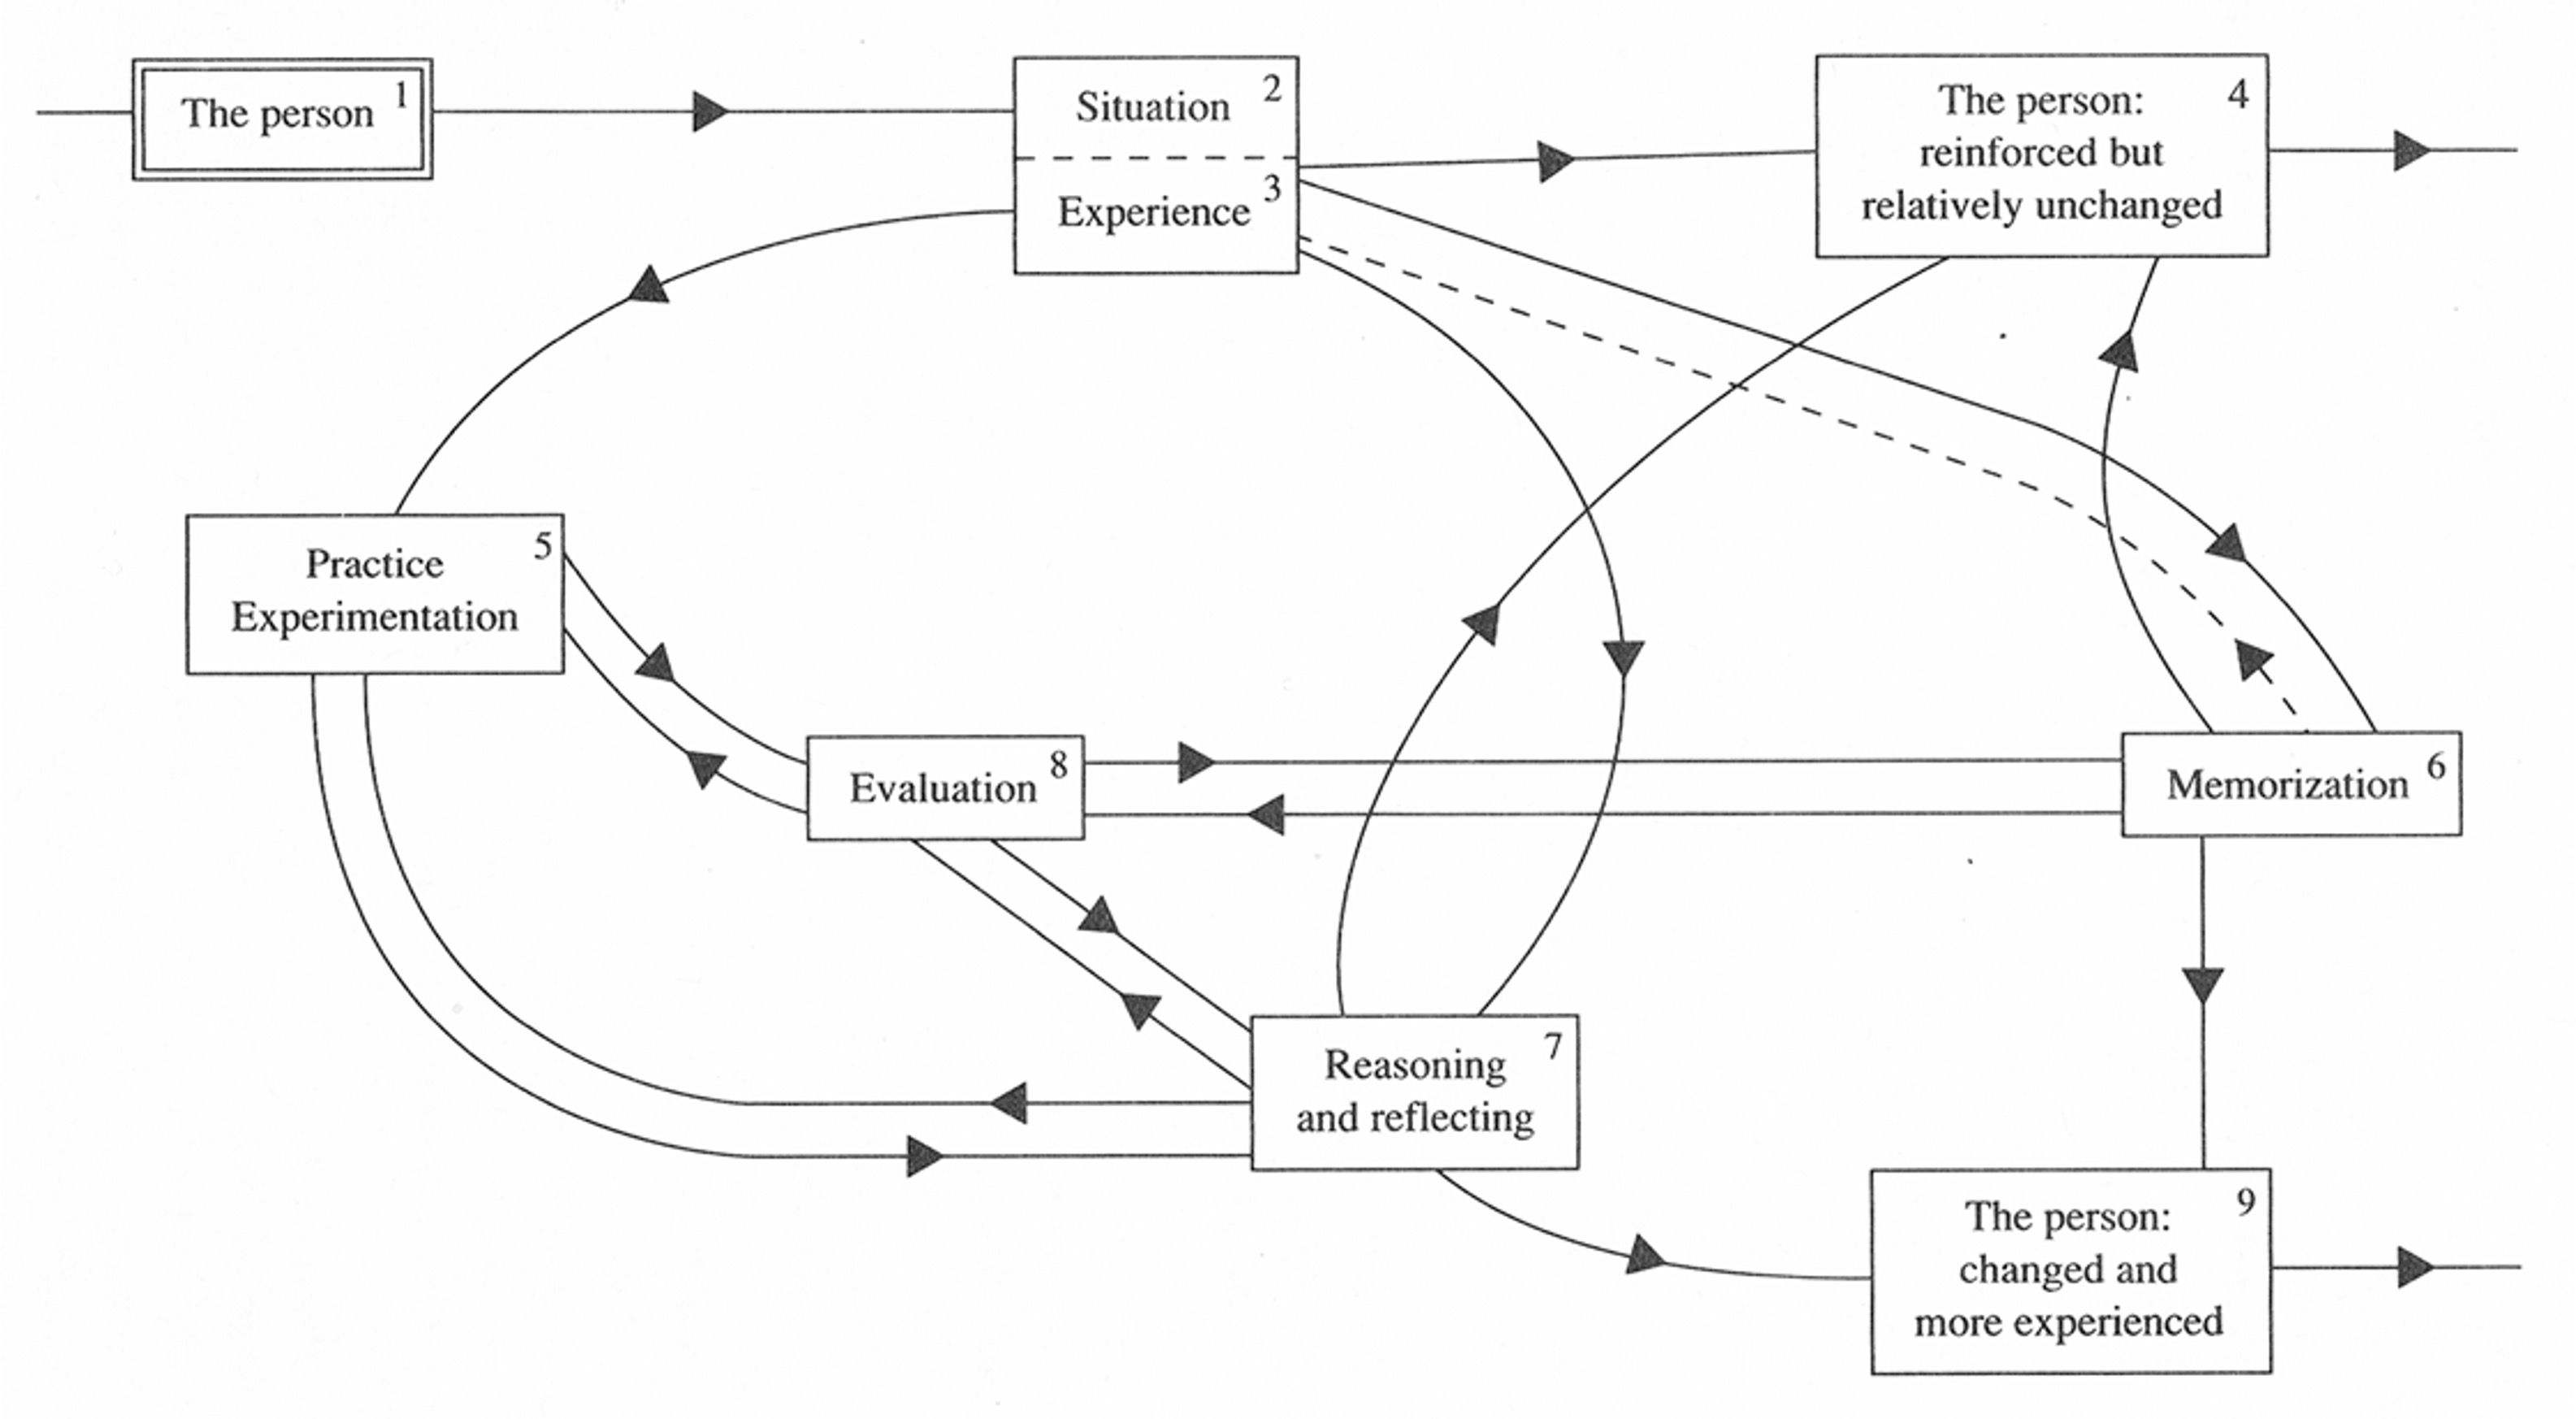 The person 1
Situation 2
Experience 3
The person: 4
reinforced but
relatively unchanged
Practice 5
Experimentation
Evaluation 8
Memorization 6
Reasoning 7
and reflecting
The person: 9
changed and
more experienced